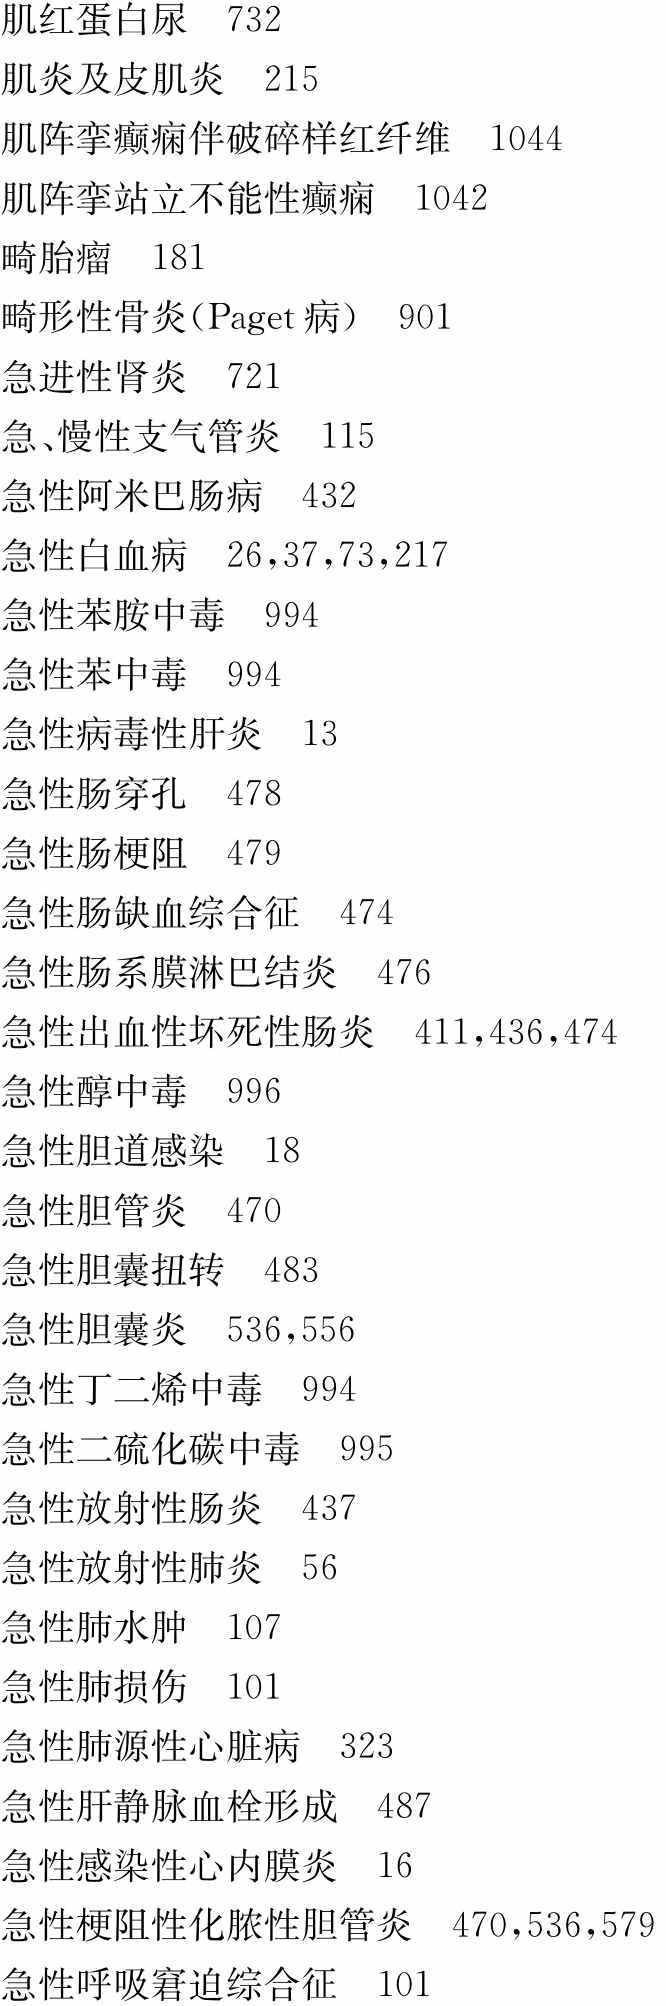 肌红蛋白尿　732
肌炎及皮肌炎　215
肌阵挛癫痫伴破碎样红纤维　1044
肌阵挛站立不能性癫痫　1042
畸胎瘤　181
畸形性骨炎(Paget 病)　901
急进性肾炎　721
急、慢性支气管炎　115
急性阿米巴肠病　432
急性白血病　26,37,73,217
急性苯胺中毒　994
急性苯中毒　994
急性病毒性肝炎　13
急性肠穿孔　478
急性肠梗阻　479
急性肠缺血综合征　474
急性肠系膜淋巴结炎　476
急性出血性坏死性肠炎　411,436,474
急性醇中毒　996
急性胆道感染　18
急性胆管炎　470
急性胆囊扭转　483
急性胆囊炎　536,556
急性丁二烯中毒　994
急性二硫化碳中毒　995
急性放射性肠炎　437
急性放射性肺炎　56
急性肺水肿　107
急性肺损伤　101
急性肺源性心脏病　323
急性肝静脉血栓形成　487
急性感染性心内膜炎　16
急性梗阻性化脓性胆管炎　470,536,579
急性呼吸窘迫综合征　101